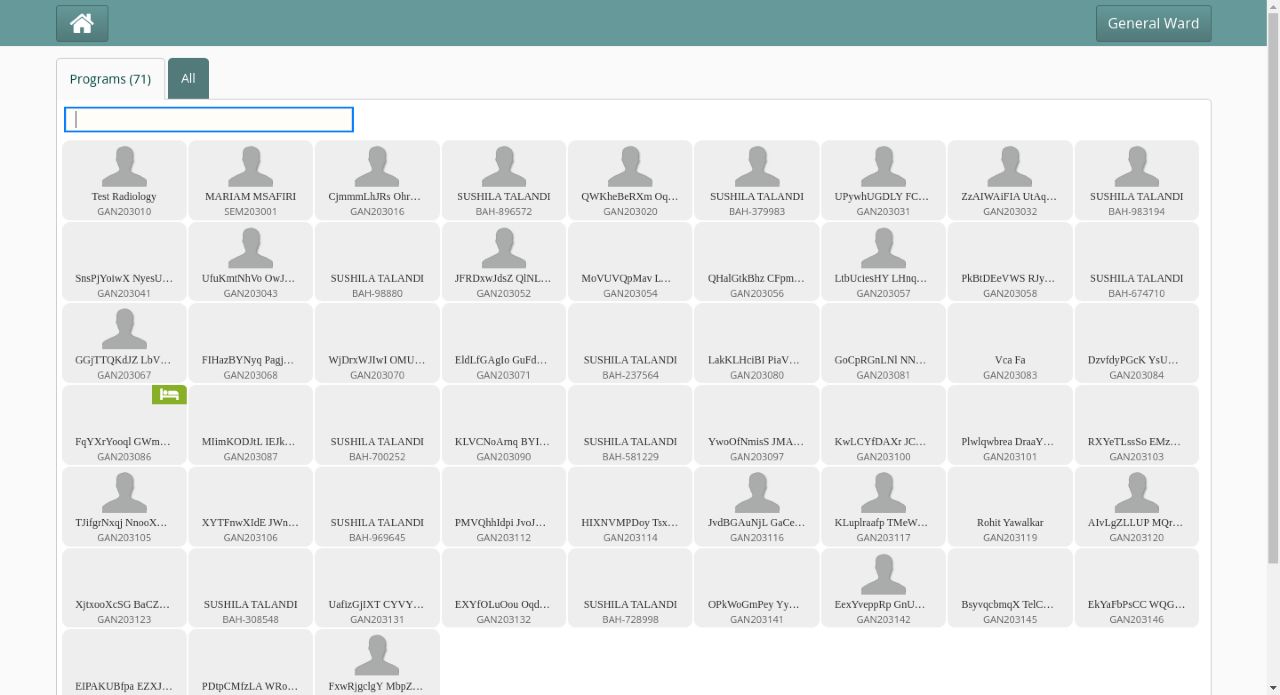 General Ward
Programs (71)
All
Test Radiology
GAN203010
MARIAM MSAFIRI
SEM203001
CjmmmLhJRs Ohr…
GAN203016
SUSHILA TALANDI
BAH-896572
QWKheBeRXm Oq…
GAN203020
SUSHILA TALANDI
BAH-379983
UPywhUGDLY FC…
GAN203031
ZzAIWAiFIA UtAq…
GAN203032
SUSHILA TALANDI
BAH-983194
SnsPjYoiwX NyesU…
GAN203041
UfuKmtNhVo OwJ…
GAN203043
SUSHILA TALANDI
BAH-98880
JFRDxwJdsZ QlNL…
GAN203052
MoVUVQpMav L…
GAN203054
QHalGtkBhz CFpm…
GAN203056
LtbUciesHY LHnq…
GAN203057
PkBtDEeVWS RJy…
GAN203058
SUSHILA TALANDI
BAH-674710
GGjTTQKdJZ LbV…
GAN203067
FIHazBYNyq Pagj…
GAN203068
WjDrxWJIwI OMU…
GAN203070
EldLfGAgIo GuFd…
GAN203071
SUSHILA TALANDI
BAH-237564
LakKLHciBI PiaV…
GAN203080
GoCpRGnLNl NN…
GAN203081
Vca Fa
GAN203083
DzvfdyPGcK YsU…
GAN203084
FqYXrYooql GWm…
GAN203086
MIimKODJtL IEJk…
GAN203087
SUSHILA TALANDI
BAH-700252
KLVCNoArnq BYI…
GAN203090
SUSHILA TALANDI
BAH-581229
YwoOfNmisS JMA…
GAN203097
KwLCYfDAXr JC…
GAN203100
Plwlqwbrea DraaY…
GAN203101
RXYeTLssSo EMz…
GAN203103
TJifgrNxqj NnooX…
GAN203105
XYTFnwXIdE JWn…
GAN203106
SUSHILA TALANDI
BAH-969645
PMVQhhIdpi JvoJ…
GAN203112
HIXNVMPDoy Tsx…
GAN203114
JvdBGAuNjL GaCe…
GAN203116
KLuplraafp TMeW…
GAN203117
Rohit Yawalkar
GAN203119
AIvLgZLLUP MQr…
GAN203120
XjtxooXcSG BaCZ…
GAN203123
SUSHILA TALANDI
BAH-308548
UafizGjIXT CYVY…
GAN203131
EXYfOLuOou Oqd…
GAN203132
SUSHILA TALANDI
BAH-728998
OPkWoGmPey Yy…
GAN203141
EexYveppRp GnU…
GAN203142
BsyvqcbmqX TelC…
GAN203145
EkYaFbPsCC WQG…
GAN203146
EIPAKUBfpa EZXJ…
PDtpCMfzLA WRo…
FxwRjgclgY MbpZ…